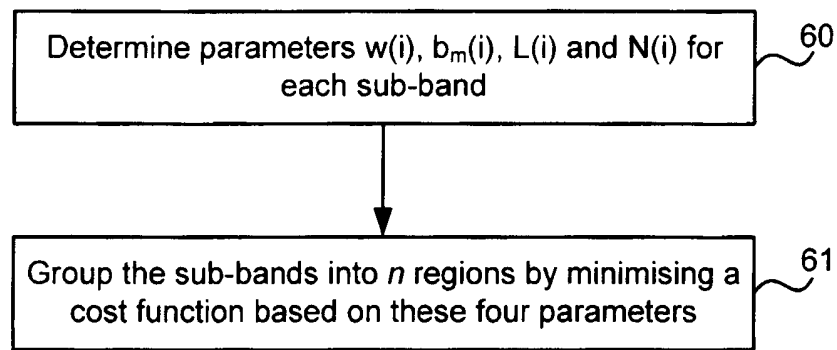 Determine parameters w(i), bₘ(i), L(i) and N(i) for
each sub-band
60
Group the sub-bands into n regions by minimising a
cost function based on these four parameters
61